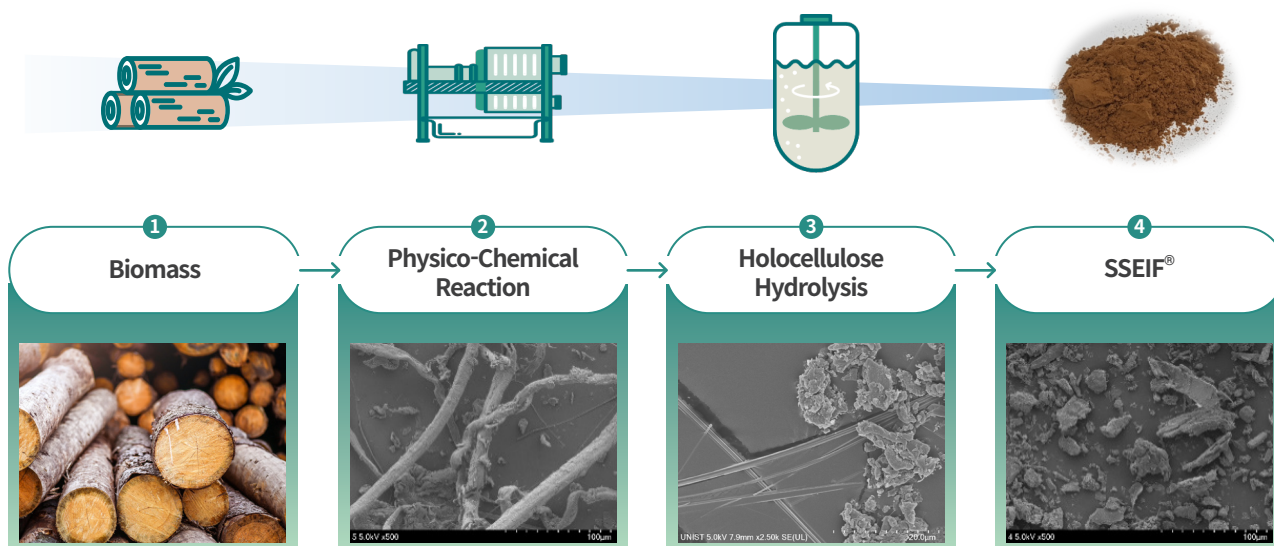 1
Biomass
2
Physico-Chemical
Reaction
3
Holocellulose
Hydrolysis
4
SSEIF®
5 5.0kV x500 100µm
UNIST 5.0kV 7.9mm x2.50k SE(UL) 20.0µm
4 5.0kV x500 100µm